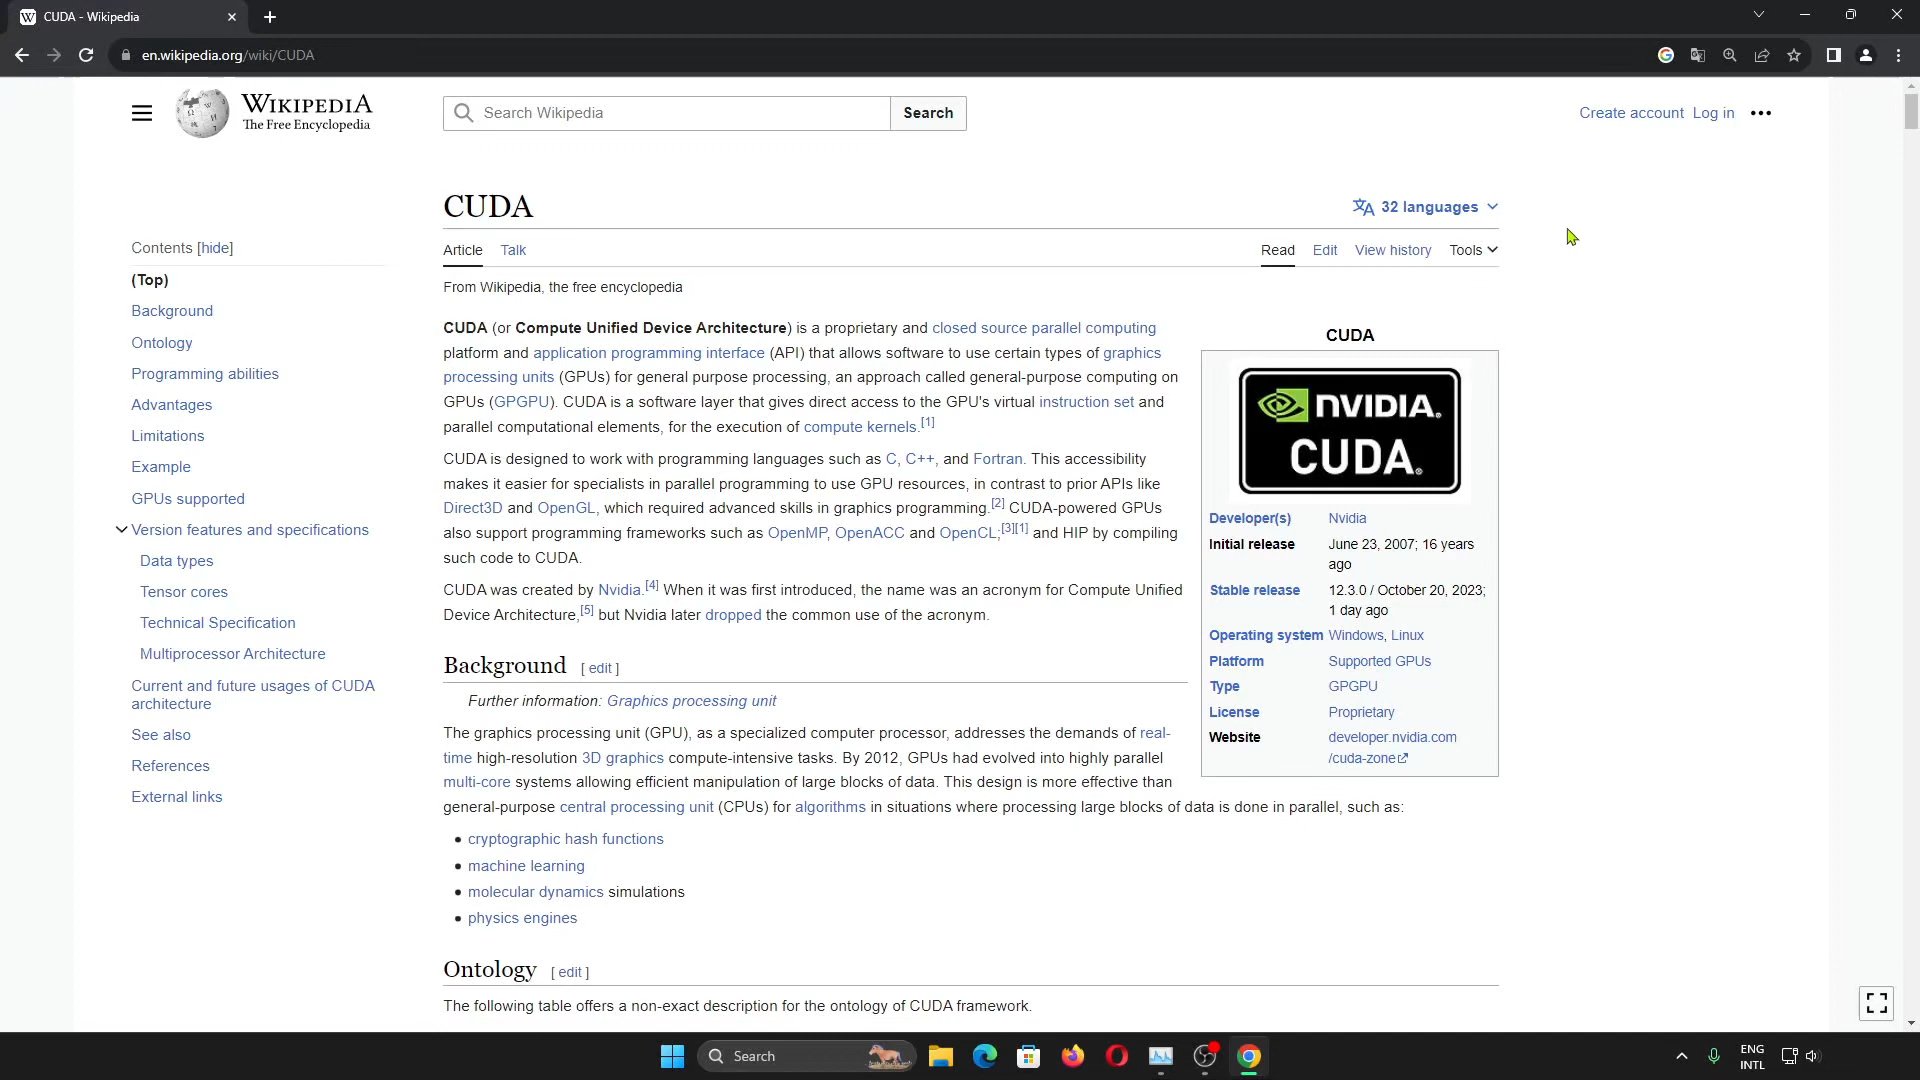 CUDA - Wikipedia
en.wikipedia.org/wiki/CUDA
WIKIPEDIA
The Free Encyclopedia
Search Wikipedia
Search
Create account Log in
CUDA
32 languages
Article Talk
Read Edit View history Tools
From Wikipedia, the free encyclopedia
Contents [hide]
(Top)
Background
Ontology
Programming abilities
Advantages
Limitations
Example
GPUs supported
Version features and specifications
Data types
Tensor cores
Technical Specification
Multiprocessor Architecture
Current and future usages of CUDA
architecture
See also
References
External links
CUDA (or Compute Unified Device Architecture) is a proprietary and closed source parallel computing
platform and application programming interface (API) that allows software to use certain types of graphics
processing units (GPUs) for general purpose processing, an approach called general-purpose computing on
GPUs (GPGPU). CUDA is a software layer that gives direct access to the GPU's virtual instruction set and
parallel computational elements, for the execution of compute kernels.[1]
CUDA is designed to work with programming languages such as C, C++, and Fortran. This accessibility
makes it easier for specialists in parallel programming to use GPU resources, in contrast to prior APIs like
Direct3D and OpenGL, which required advanced skills in graphics programming.[2] CUDA-powered GPUs
also support programming frameworks such as OpenMP, OpenACC and OpenCL;[3][1] and HIP by compiling
such code to CUDA.
CUDA was created by Nvidia.[4] When it was first introduced, the name was an acronym for Compute Unified
Device Architecture,[5] but Nvidia later dropped the common use of the acronym.
CUDA
NVIDIA.
CUDA.
Developer(s) Nvidia
Initial release June 23, 2007; 16 years
ago
Stable release 12.3.0 / October 20, 2023;
1 day ago
Operating system Windows, Linux
Platform Supported GPUs
Type GPGPU
License Proprietary
Website developer.nvidia.com
/cuda-zone
Background [ edit ]
Further information: Graphics processing unit
The graphics processing unit (GPU), as a specialized computer processor, addresses the demands of real-
time high-resolution 3D graphics compute-intensive tasks. By 2012, GPUs had evolved into highly parallel
multi-core systems allowing efficient manipulation of large blocks of data. This design is more effective than
general-purpose central processing unit (CPUs) for algorithms in situations where processing large blocks of data is done in parallel, such as:
cryptographic hash functions
machine learning
molecular dynamics simulations
physics engines
Ontology [ edit ]
The following table offers a non-exact description for the ontology of CUDA framework.
Search
ENG
INTL